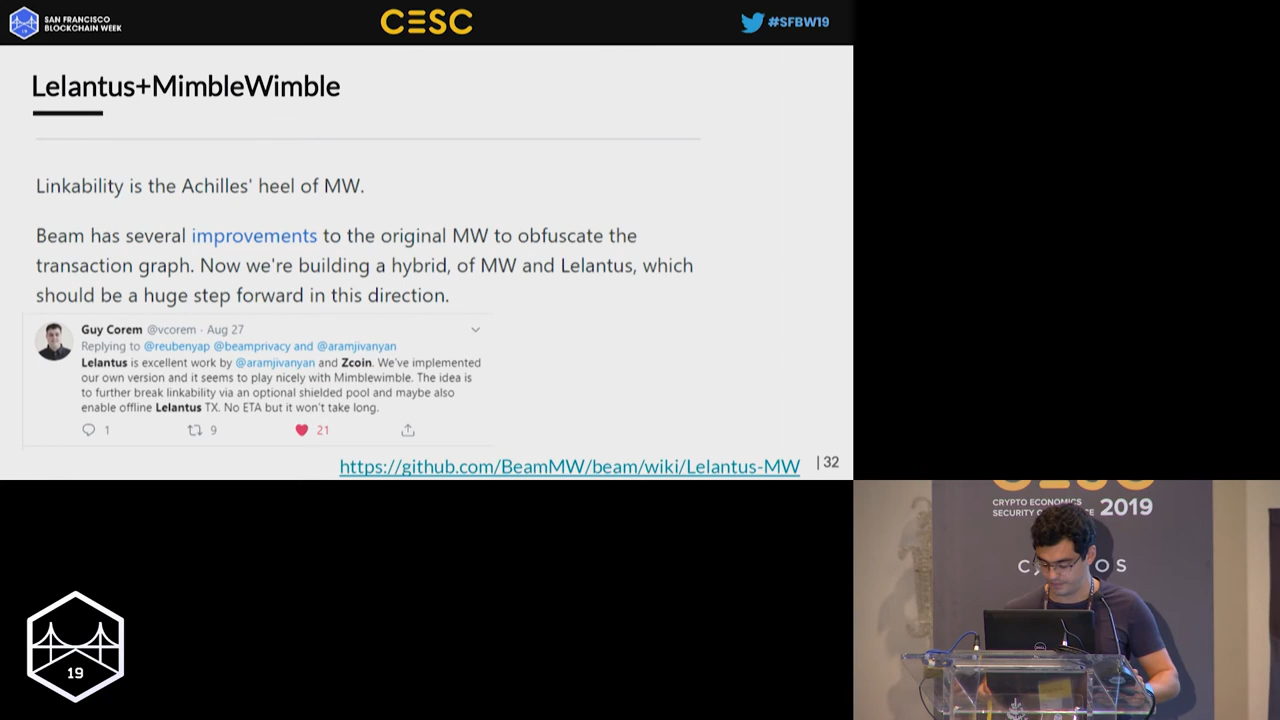 SAN FRANCISCO
BLOCKCHAIN WEEK
19
CESC
#SFBW19
Lelantus+MimbleWimble
Linkability is the Achilles' heel of MW.
Beam has several improvements to the original MW to obfuscate the
transaction graph. Now we're building a hybrid, of MW and Lelantus, which
should be a huge step forward in this direction.
Guy Corem @vcorem · Aug 27
Replying to @reubenyap @beamprivacy and @aramjivanyan
Lelantus is excellent work by @aramjivanyan and Zcoin. We've implemented
our own version and it seems to play nicely with Mimblewimble. The idea is
to further break linkability via an optional shielded pool and maybe also
enable offline Lelantus TX. No ETA but it won't take long.
1 9 21
https://github.com/BeamMW/beam/wiki/Lelantus-MW
| 32
CESC
CRYPTO ECONOMICS
SECURITY 2019
C OS
DELL
19